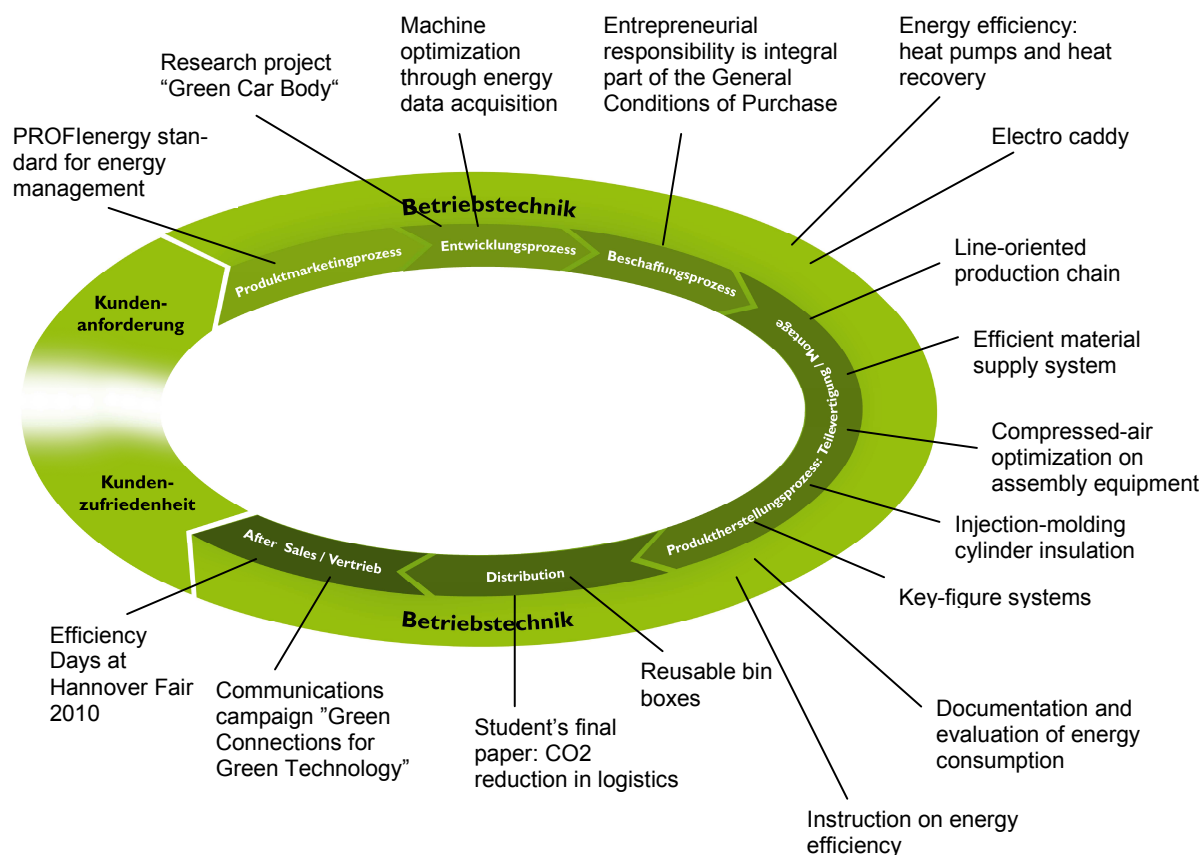 Machine
optimization
through energy
data acquisition
Entrepreneurial
responsibility is integral
part of the General
Conditions of Purchase
Energy efficiency:
heat pumps and heat
recovery
Research project
“Green Car Body“
PROFIenergy stan-
dard for energy
management
Electro caddy
Line-oriented
production chain
Efficient material
supply system
Compressed-air
optimization on
assembly equipment
Injection-molding
cylinder insulation
Key-figure systems
Documentation and
evaluation of energy
consumption
Instruction on energy
efficiency
Reusable bin
boxes
Student’s final
paper: CO2
reduction in logistics
Communications
campaign ”Green
Connections for
Green Technology”
Efficiency
Days at
Hannover Fair
2010
Betriebstechnik
Produktmarketingprozess
Entwicklungsprozess
Beschaffungsprozess
Produktherstellungsprozess: Teilevertigung / Montage
Distribution
After Sales / Vertrieb
Betriebstechnik
Kunden-
anforderung
Kunden-
zufriedenheit